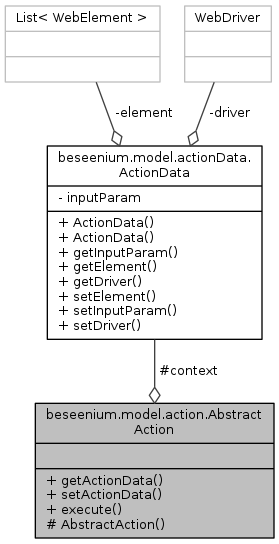 List< WebElement >
WebDriver
-element
-driver
beseenium.model.actionData.
ActionData
- inputParam
+ ActionData()
+ ActionData()
+ getInputParam()
+ getElement()
+ getDriver()
+ setElement()
+ setInputParam()
+ setDriver()
#context
beseenium.model.action.Abstract
Action
+ getActionData()
+ setActionData()
+ execute()
# AbstractAction()